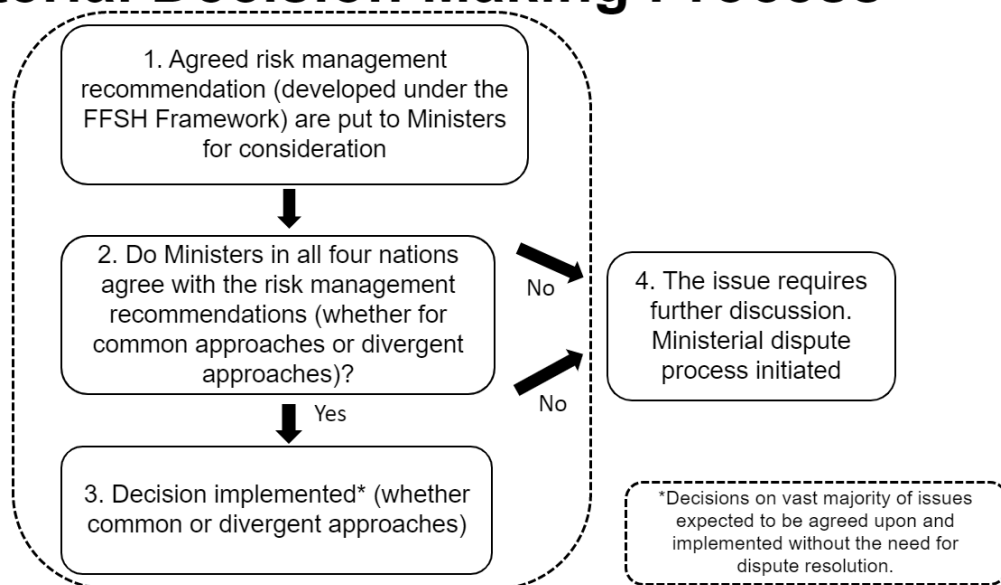 Decision Making Process
1. Agreed risk management
recommendation (developed under the
FFSH Framework) are put to Ministers
for consideration
2. Do Ministers in all four nations
agree with the risk management
recommendations (whether for
common approaches or divergent
approaches)?
No
4. The issue requires
further discussion.
Ministerial dispute
process initiated
No
Yes
3. Decision implemented* (whether
common or divergent approaches)
*Decisions on vast majority of issues
expected to be agreed upon and
implemented without the need for
dispute resolution.